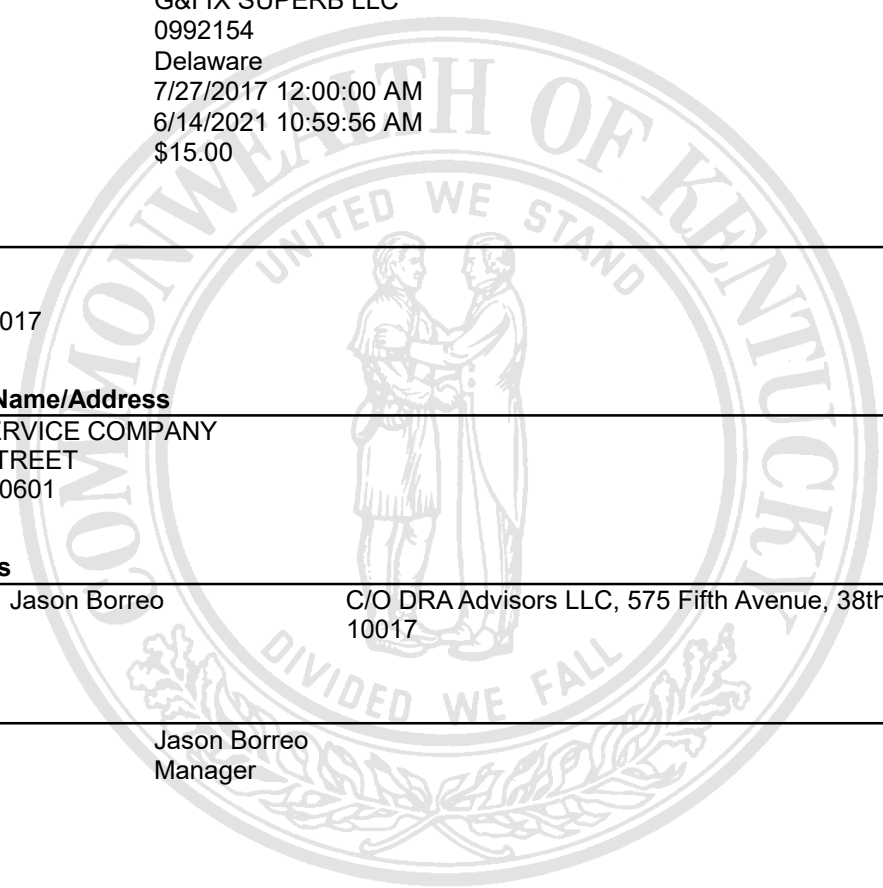 G&I IX SUPERB LLC
0992154
Delaware
7/27/2017 12:00:00 AM
6/14/2021 10:59:56 AM
$15.00
017
Name/Address
ERVICE COMPANY
TREET
0601
s
Jason Borreo C/O DRA Advisors LLC, 575 Fifth Avenue, 38th
10017
Jason Borreo
Manager
COMMONWEALTH OF KENTUCKY
UNITED WE STAND
DIVIDED WE FALL